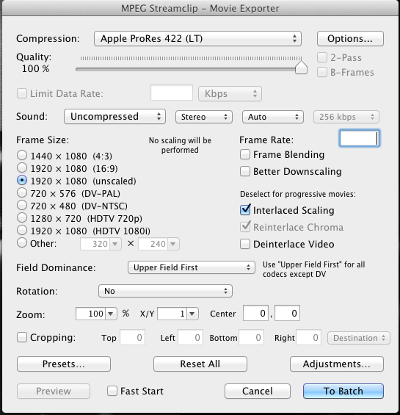 MPEG Streamclip - Movie Exporter
Compression: Apple ProRes 422 (LT) Options...
Quality: 2-Pass
100 % B-Frames
Limit Data Rate: Kbps
Sound: Uncompressed Stereo Auto 256 kbps
Frame Size: No scaling will be performed Frame Rate:
1440 × 1080 (4:3) Frame Blending
1920 × 1080 (16:9) Better Downscaling
1920 × 1080 (unscaled)
720 × 576 (DV-PAL) Deselect for progressive movies:
720 × 480 (DV-NTSC) Interlaced Scaling
1280 × 720 (HDTV 720p) Reinterlace Chroma
1920 × 1080 (HDTV 1080i)
Other: 320 × 240 Deinterlace Video
Field Dominance: Upper Field First Use "Upper Field First" for all codecs except DV
Rotation: No
Zoom: 100 % X/Y 1 Center 0 , 0
Cropping: Top 0 Left 0 Bottom 0 Right 0 Destination
Presets... Reset All Adjustments...
Preview Fast Start Cancel To Batch